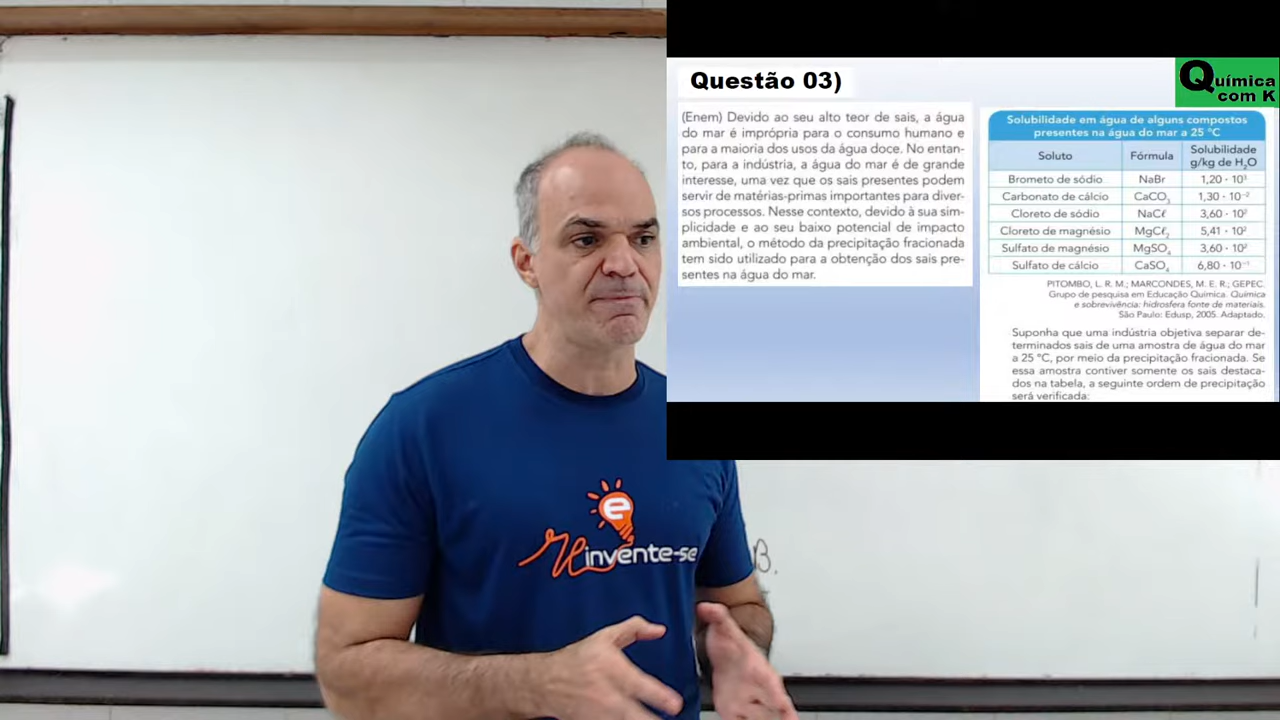 Questão 03)
Química
com K
(Enem) Devido ao seu alto teor de sais, a água
do mar é imprópria para o consumo humano e
para a maioria dos usos da água doce. No entan-
to, para a indústria, a água do mar é de grande
interesse, uma vez que os sais presentes podem
servir de matérias-primas importantes para diver-
sos processos. Nesse contexto, devido à sua sim-
plicidade e ao seu baixo potencial de impacto
ambiental, o método da precipitação fracionada
tem sido utilizado para a obtenção dos sais pre-
sentes na água do mar.
Solubilidade em água de alguns compostos
presentes na água do mar a 25 °C
Soluto Fórmula Solubilidade g/kg de H₂O
Brometo de sódio NaBr 1,20 · 10³
Carbonato de cálcio CaCO₃ 1,30 · 10⁻²
Cloreto de sódio NaCℓ 3,60 · 10²
Cloreto de magnésio MgCℓ₂ 5,41 · 10²
Sulfato de magnésio MgSO₄ 3,60 · 10²
Sulfato de cálcio CaSO₄ 6,80 · 10⁻¹
PITOMBO, L. R. M.; MARCONDES, M. E. R.; GEPEC.
Grupo de pesquisa em Educação Química. Química
e sobrevivência: hidrosfera fonte de materiais.
São Paulo: Edusp, 2005. Adaptado.
Suponha que uma indústria objetiva separar de-
terminados sais de uma amostra de água do mar
a 25 °C, por meio da precipitação fracionada. Se
essa amostra contiver somente os sais destaca-
dos na tabela, a seguinte ordem de precipitação
será verificada:
e
Rinvente-se
B.